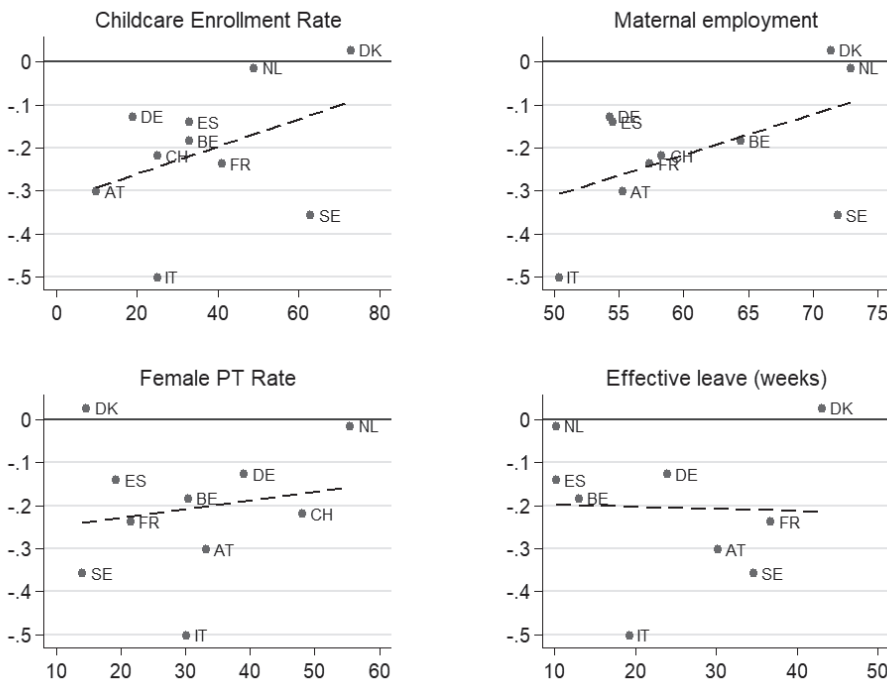 Childcare Enrollment Rate
0
-.1
-.2
-.3
-.4
-.5
DK
NL
DE
ES
BE
CH
FR
AT
SE
IT
0 20 40 60 80
Maternal employment
0
-.1
-.2
-.3
-.4
-.5
DK
NL
DE
ES
BE
CH
FR
AT
SE
IT
50 55 60 65 70 75
Female PT Rate
0
-.1
-.2
-.3
-.4
-.5
DK
NL
DE
ES
BE
CH
FR
AT
SE
IT
10 20 30 40 50 60
Effective leave (weeks)
0
-.1
-.2
-.3
-.4
-.5
DK
NL
DE
ES
BE
FR
AT
SE
IT
10 20 30 40 50